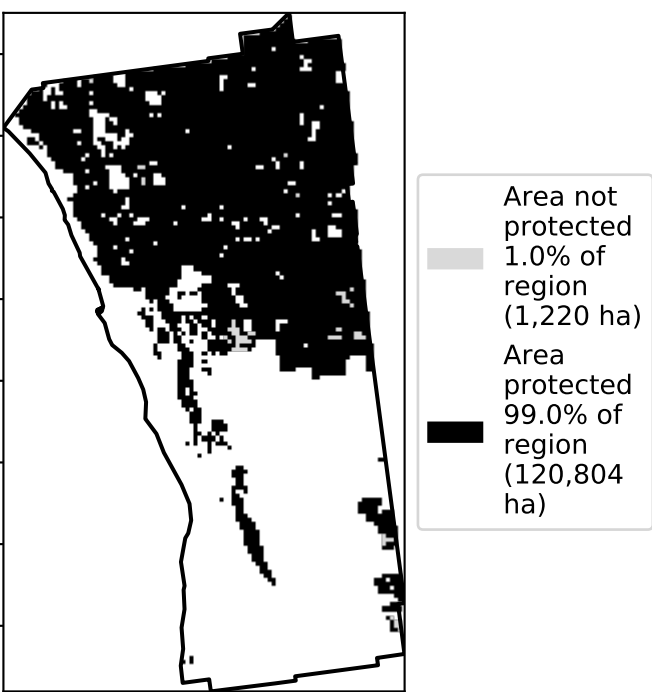 Area not
protected
1.0% of
region
(1,220 ha)
Area
protected
99.0% of
region
(120,804
ha)